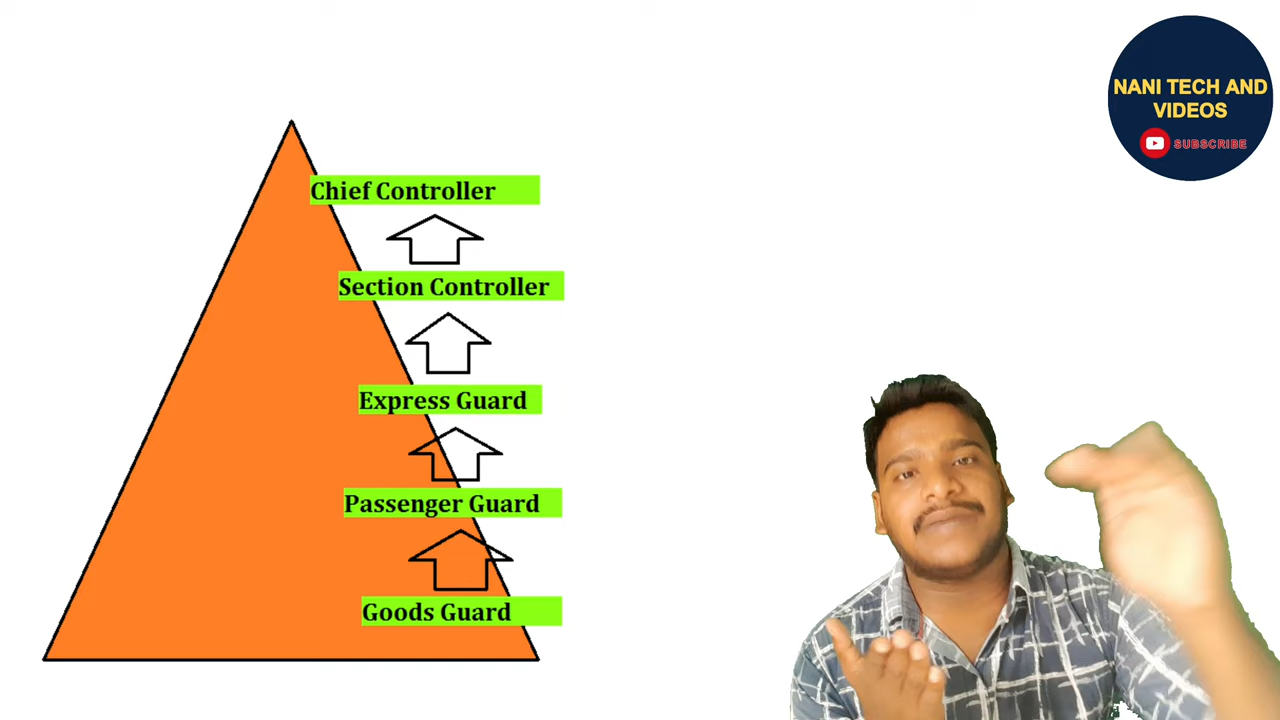 NANI TECH AND
VIDEOS
SUBSCRIBE
Chief Controller
Section Controller
Express Guard
Passenger Guard
Goods Guard